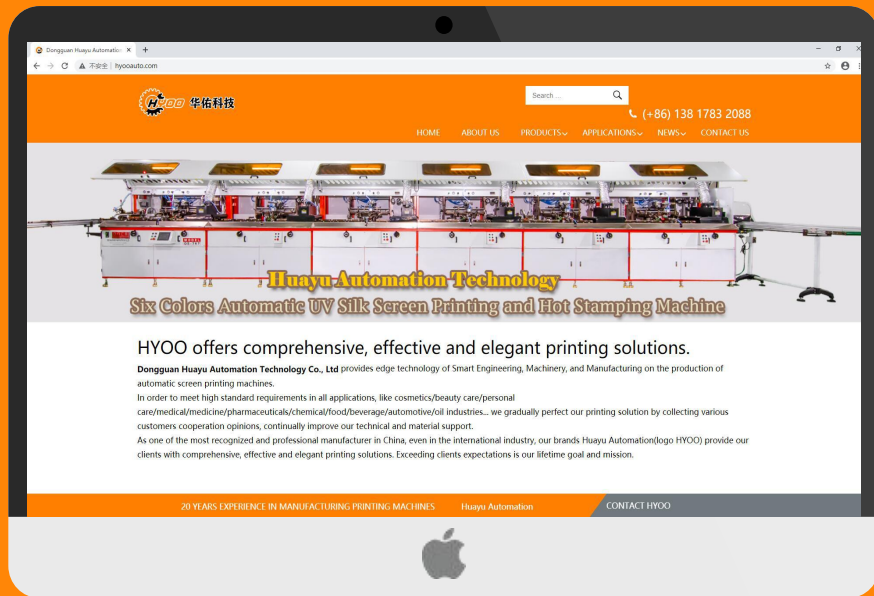 Dongguan Huayu Automation
不安全 | hyooauto.com
HYOO 华佑科技
Search ...
(+86) 138 1783 2088
HOME ABOUT US PRODUCTS APPLICATIONS NEWS CONTACT US
Huayu Automation Technology
Six Colors Automatic UV Silk Screen Printing and Hot Stamping Machine
HYOO offers comprehensive, effective and elegant printing solutions.
Dongguan Huayu Automation Technology Co., Ltd provides edge technology of Smart Engineering, Machinery, and Manufacturing on the production of
automatic screen printing machines.
In order to meet high standard requirements in all applications, like cosmetics/beauty care/personal
care/medical/medicine/pharmaceuticals/chemical/food/beverage/automotive/oil industries... we gradually perfect our printing solution by collecting various
customers cooperation opinions, continually improve our technical and material support.
As one of the most recognized and professional manufacturer in China, even in the international industry, our brands Huayu Automation(logo HYOO) provide our
clients with comprehensive, effective and elegant printing solutions. Exceeding clients expectations is our lifetime goal and mission.
20 YEARS EXPERIENCE IN MANUFACTURING PRINTING MACHINES Huayu Automation CONTACT HYOO